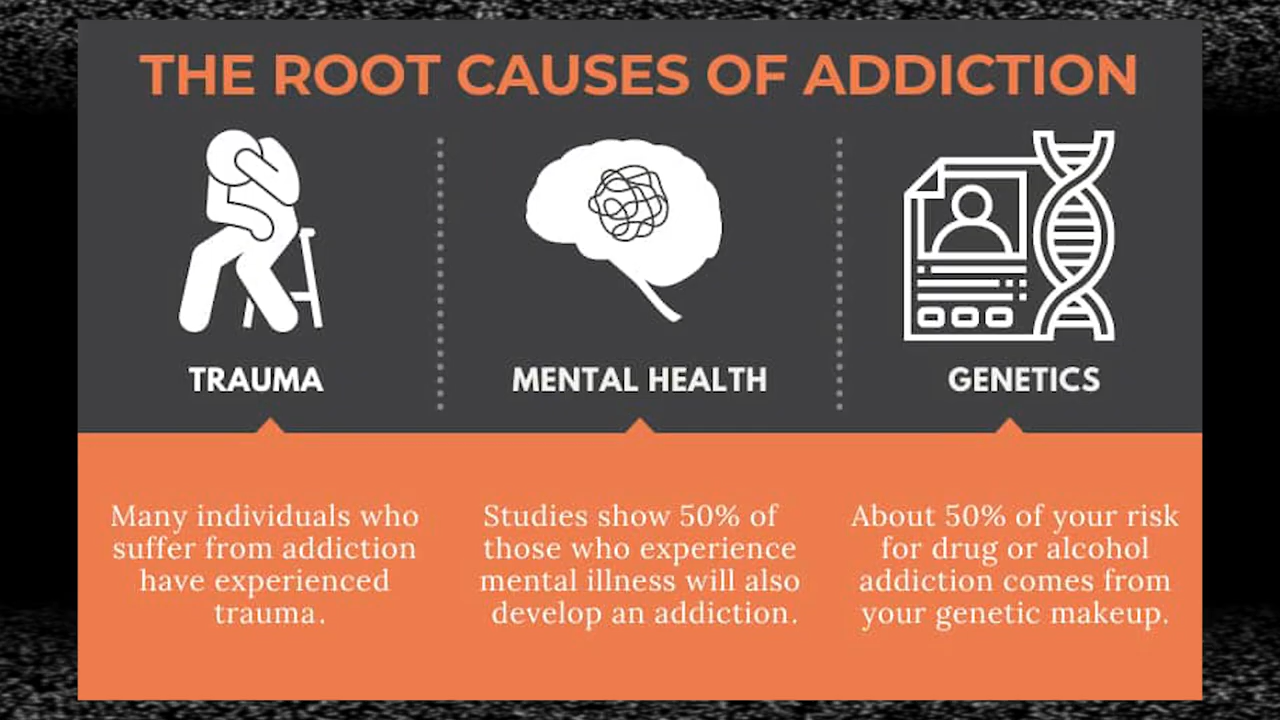 THE ROOT CAUSES OF ADDICTION
TRAUMA
Many individuals who
suffer from addiction
have experienced
trauma.
MENTAL HEALTH
Studies show 50% of
those who experience
mental illness will also
develop an addiction.
GENETICS
About 50% of your risk
for drug or alcohol
addiction comes from
your genetic makeup.